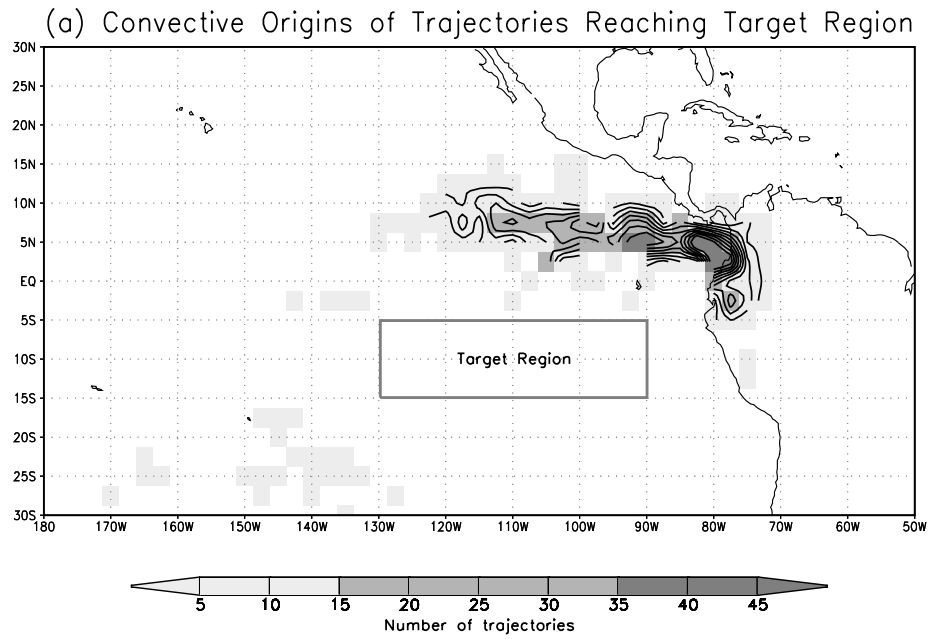 (a) Convective Origins of Trajectories Reaching Target Region
30N
25N
20N
15N
10N
5N
EQ
5S
10S
Target Region
15S
20S
25S
30S
180 170W 160W 150W 140W 130W 120W 110W 100W 90W 80W 70W 60W 50W
5 10 15 20 25 30 35 40 45
Number of trajectories